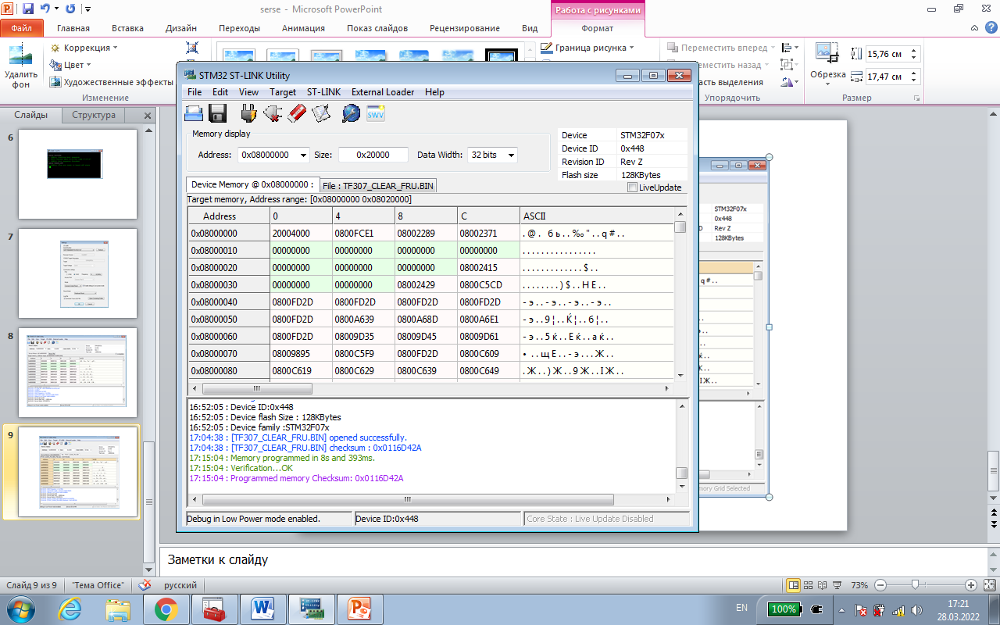 serse - Microsoft PowerPoint
Работа с рисунками
Файл Главная Вставка Дизайн Переходы Анимация Показ слайдов Рецензирование Вид Формат
Удалить фон
Коррекция
Цвет
Художественные эффекты
Изменение
Граница рисунка
Переместить вперед
еместить назад
асть выделения
Упорядочить
Обрезка
15,76 см
17,47 см
Размер
Слайды Структура
6
7
8
9
STM32 ST-LINK Utility
File Edit View Target ST-LINK External Loader Help
SWV
Memory display
Address: 0x08000000 Size: 0x20000 Data Width: 32 bits
Device STM32F07x
Device ID 0x448
Revision ID Rev Z
Flash size 128KBytes
LiveUpdate
Device Memory @ 0x08000000 : File : TF307_CLEAR_FRU.BIN
Target memory, Address range: [0x08000000 0x08020000]
Address 0 4 8 C ASCII
0x08000000 20004000 0800FCE1 08002289 08002371 .@. бь..‰"..q#..
0x08000010 00000000 00000000 00000000 00000000 ................
0x08000020 00000000 00000000 00000000 08002415 .............$..
0x08000030 00000000 00000000 08002429 0800C5CD ........)$..НЕ..
0x08000040 0800FD2D 0800FD2D 0800FD2D 0800FD2D -э..-э..-э..-э..
0x08000050 0800FD2D 0800A639 0800A68D 0800A6E1 -э..9¦..Ќ¦..б¦..
0x08000060 0800FD2D 08009D35 08009D45 08009D61 -э..5ќ..Eќ..aќ..
0x08000070 08009895 0800C5F9 0800FD2D 0800C609 • ..щЕ..-э...Ж..
0x08000080 0800C619 0800C629 0800C639 0800C649 .Ж..)Ж..9Ж..IЖ..
16:52:05 : Device ID:0x448
16:52:05 : Device flash Size : 128KBytes
16:52:05 : Device family :STM32F07x
17:04:38 : [TF307_CLEAR_FRU.BIN] opened successfully.
17:04:38 : [TF307_CLEAR_FRU.BIN] checksum : 0x0116D42A
17:15:04 : Memory programmed in 8s and 393ms.
17:15:04 : Verification...OK
17:15:04 : Programmed memory Checksum: 0x0116D42A
Debug in Low Power mode enabled. Device ID:0x448 Core State : Live Update Disabled
STM32F07x
0x448
D Rev Z
128KBytes
q#..
mory Grid Selected
Заметки к слайду
Слайд 9 из 9 "Тема Office" русский 73%
ST-LINK Utility
EN 100% 17:21
28.03.2022